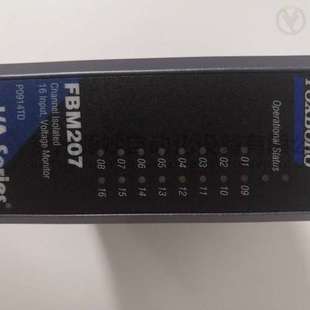 FOXBORO
Operational Status
01 09
02 10
03 11
04 12
05 13
06 14
07 15
08 16
FBM207
Channel Isolated
16 Input, Voltage Monitor
P0914TD
I/A Series®